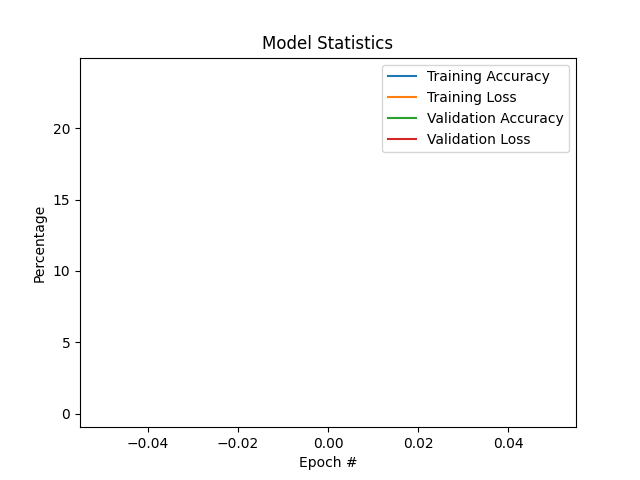 Model Statistics
Training Accuracy
Training Loss
Validation Accuracy
Validation Loss
20
15
10
5
0
Percentage
−0.04
−0.02
0.00
0.02
0.04
Epoch #